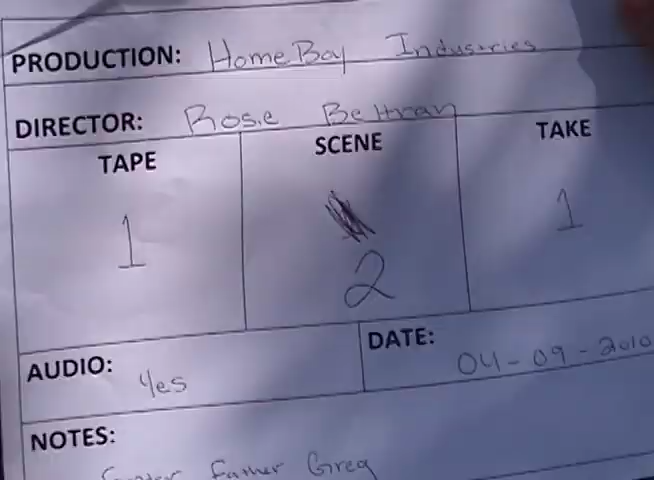 PRODUCTION: HomeBoy Industries
DIRECTOR: Rosie Beltran
TAPE SCENE TAKE
1 2 1
AUDIO: Yes DATE: 04-09-2010
NOTES:
Father Greg